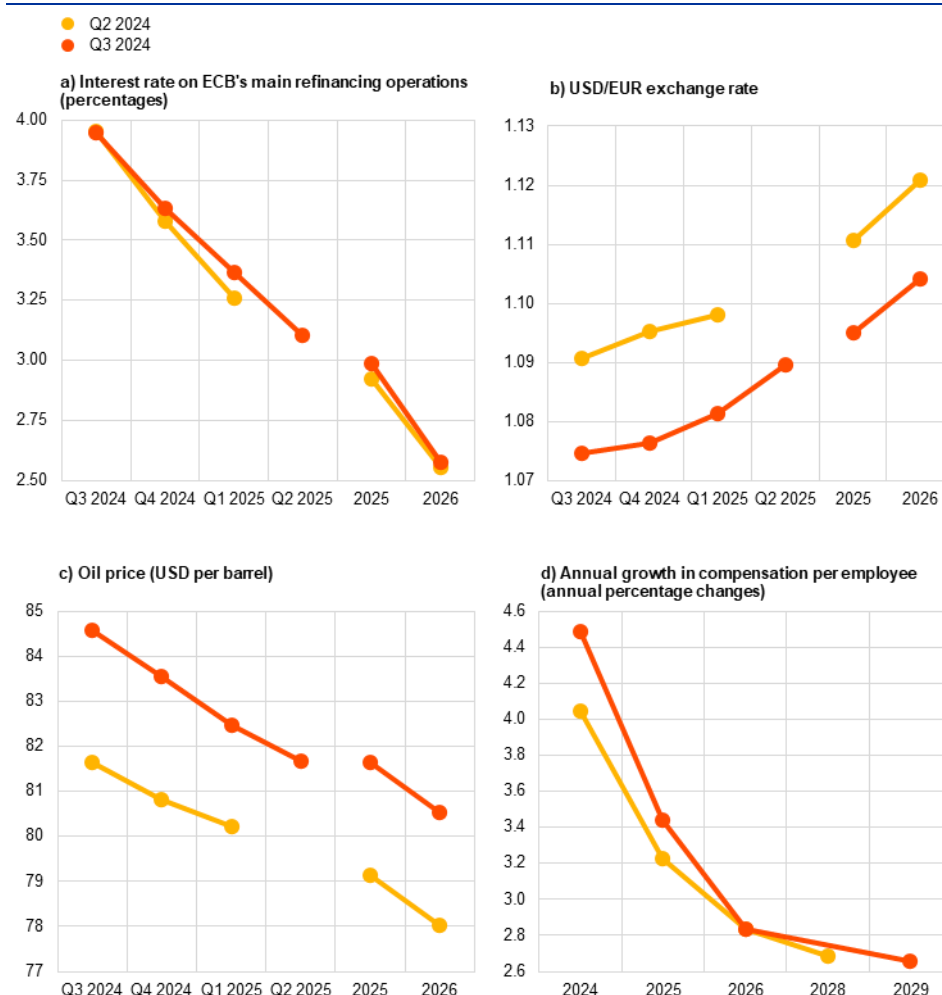 Q2 2024
Q3 2024
a) Interest rate on ECB's main refinancing operations
(percentages)
4.00
3.75
3.50
3.25
3.00
2.75
2.50
Q3 2024 Q4 2024 Q1 2025 Q2 2025 2025 2026
b) USD/EUR exchange rate
1.13
1.12
1.11
1.10
1.09
1.08
1.07
Q3 2024 Q4 2024 Q1 2025 Q2 2025 2025 2026
c) Oil price (USD per barrel)
85
84
83
82
81
80
79
78
77
Q3 2024 Q4 2024 Q1 2025 Q2 2025 2025 2026
d) Annual growth in compensation per employee
(annual percentage changes)
4.6
4.4
4.2
4.0
3.8
3.6
3.4
3.2
3.0
2.8
2.6
2024 2025 2026 2028 2029